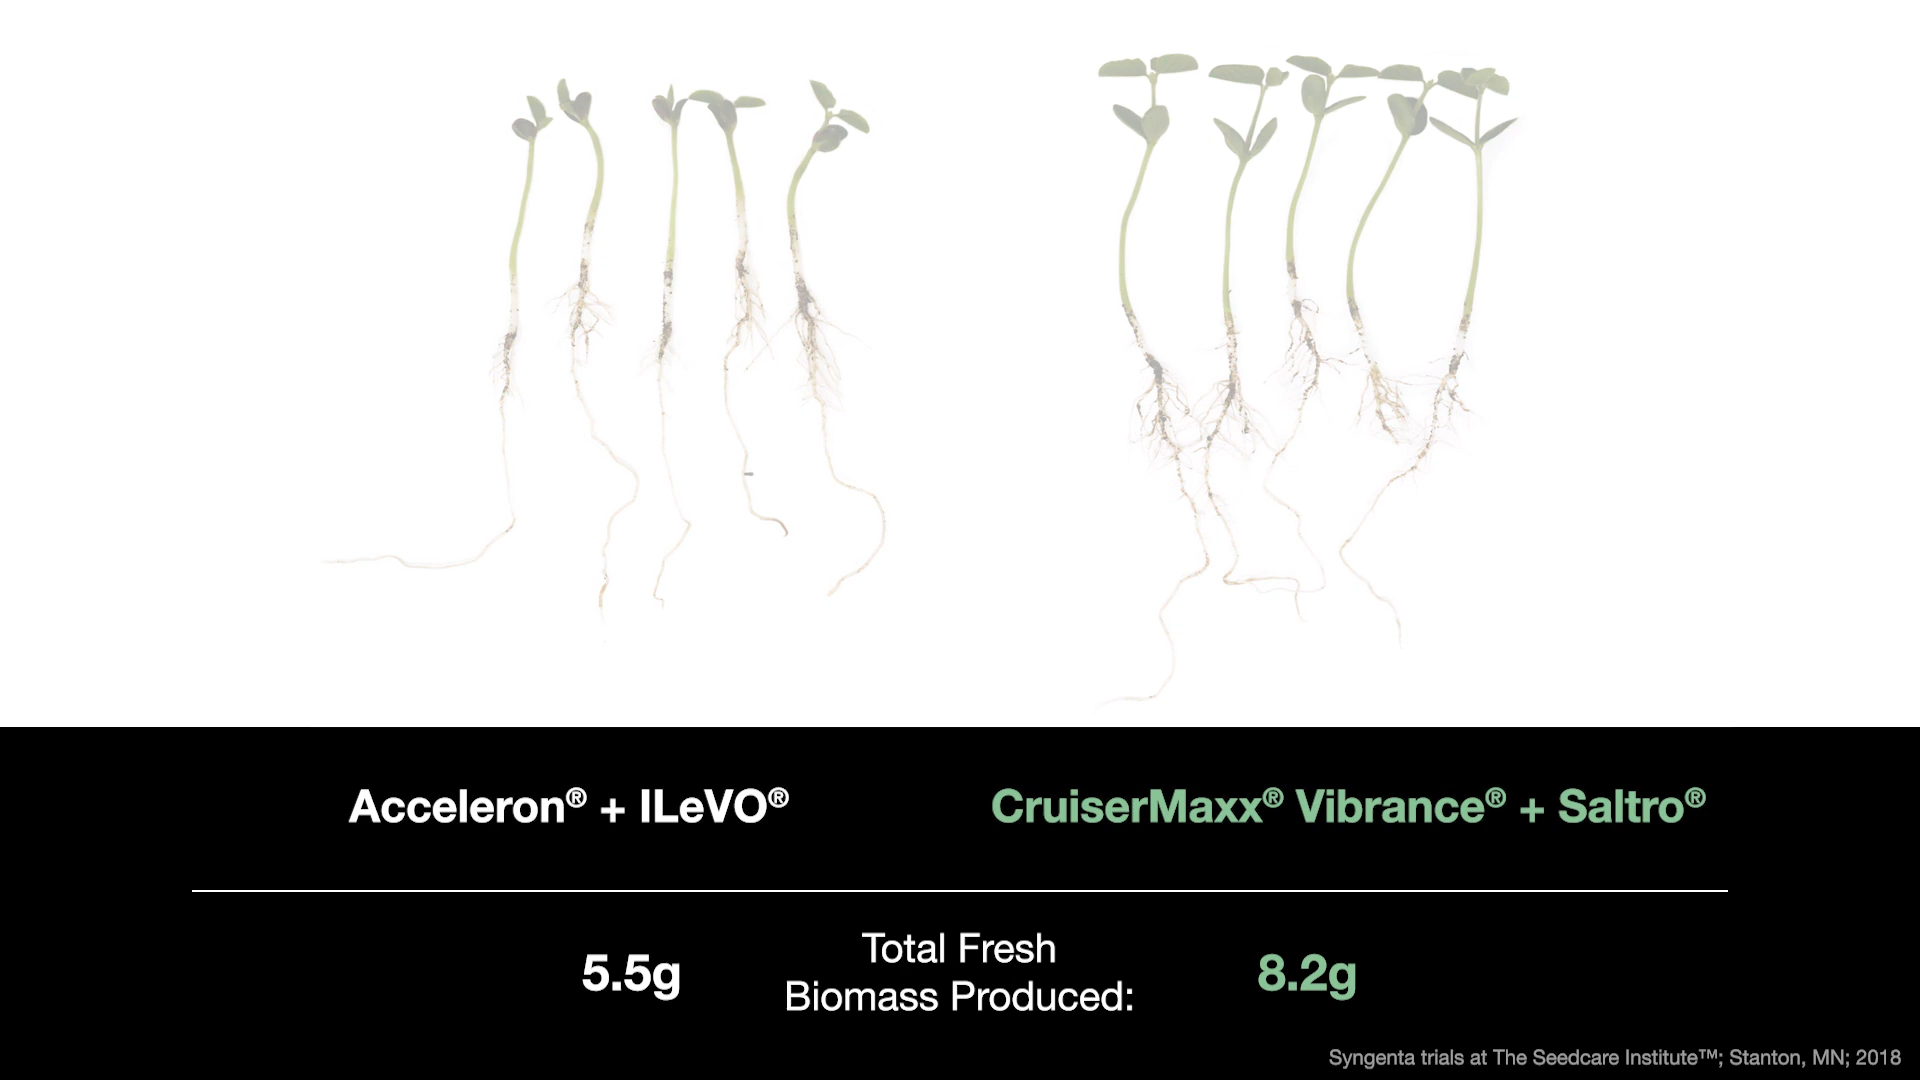 Acceleron® + ILeVO®
CruiserMaxx® Vibrance® + Saltro®
5.5g
Total Fresh
Biomass Produced:
8.2g
Syngenta trials at The Seedcare Institute™; Stanton, MN; 2018